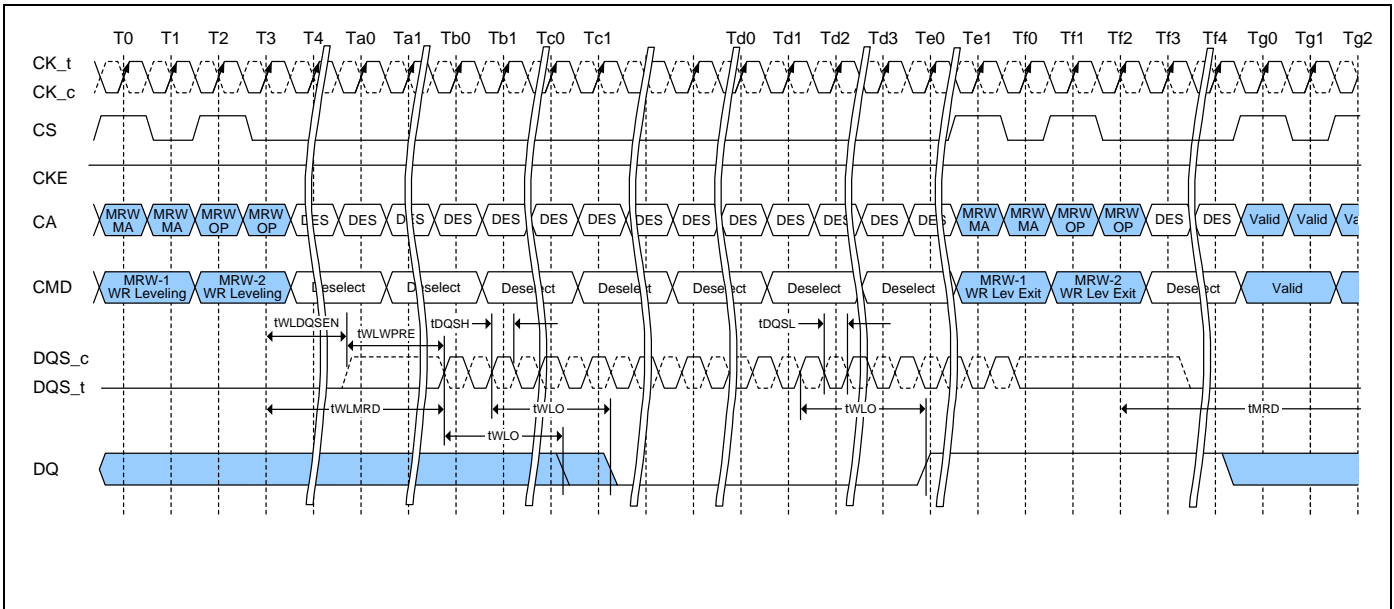 T0 T1 T2 T3 T4 Ta0 Ta1 Tb0 Tb1 Tc0 Tc1 Td0 Td1 Td2 Td3 Te0 Te1 Tf0 Tf1 Tf2 Tf3 Tf4 Tg0 Tg1 Tg2
CK_t
CK_c
CS
CKE
CA
MRW MA
MRW MA
MRW OP
MRW OP
DES DES DES DES DES DES DES DES DES DES DES DES DES DES
MRW MA
MRW MA
MRW OP
MRW OP
DES DES Valid Valid Va
CMD
MRW-1
WR Leveling
MRW-2
WR Leveling
Deselect Deselect Deselect Deselect Deselect Deselect Deselect
MRW-1
WR Lev Exit
MRW-2
WR Lev Exit
Deselect Valid
tWLDQSEN
tWLWPRE
tDQSH
tDQSL
DQS_c
DQS_t
tWLMRD
tWLO
tWLO
tMRD
tWLO
DQ